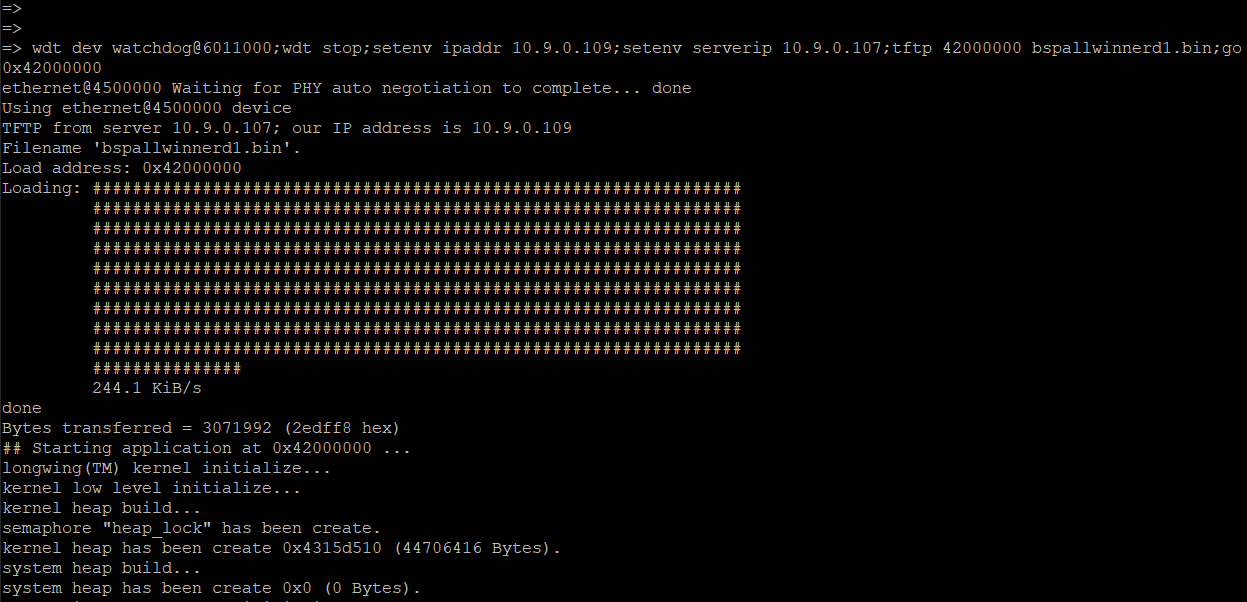 =>
=>
=> wdt dev watchdog@6011000;wdt stop;setenv ipaddr 10.9.0.109;setenv serverip 10.9.0.107;tftp 42000000 bspallwinnerd1.bin;go
0x42000000
ethernet@4500000 Waiting for PHY auto negotiation to complete... done
Using ethernet@4500000 device
TFTP from server 10.9.0.107; our IP address is 10.9.0.109
Filename 'bspallwinnerd1.bin'.
Load address: 0x42000000
Loading: #################################################################
#################################################################
#################################################################
#################################################################
#################################################################
#################################################################
#################################################################
#################################################################
#################################################################
###############
244.1 KiB/s
done
Bytes transferred = 3071992 (2edff8 hex)
## Starting application at 0x42000000 ...
longwing(TM) kernel initialize...
kernel low level initialize...
kernel heap build...
semaphore "heap_lock" has been create.
kernel heap has been create 0x4315d510 (44706416 Bytes).
system heap build...
system heap has been create 0x0 (0 Bytes).